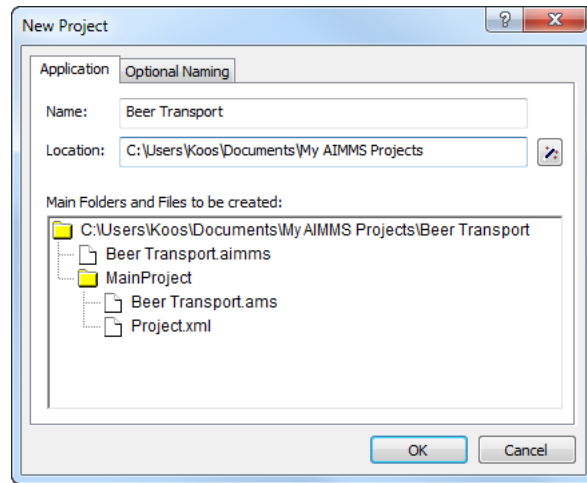 New Project
Application Optional Naming
Name: Beer Transport
Location: C:\Users\Koos\Documents\My AIMMS Projects
Main Folders and Files to be created:
C:\Users\Koos\Documents\My AIMMS Projects\Beer Transport
Beer Transport.aimms
MainProject
Beer Transport.ams
Project.xml
OK Cancel